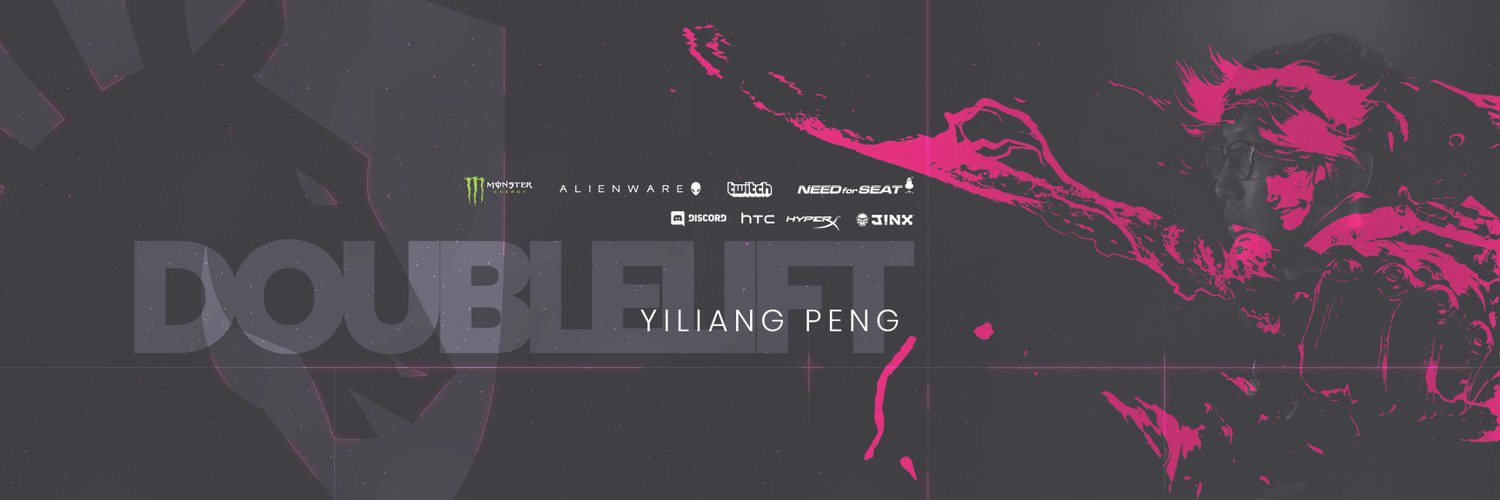 MONSTER ENERGY ALIENWARE twitch NEED for SEAT
DISCORD hTC HYPERX JINX
DOUBLELIFT
YILIANG PENG